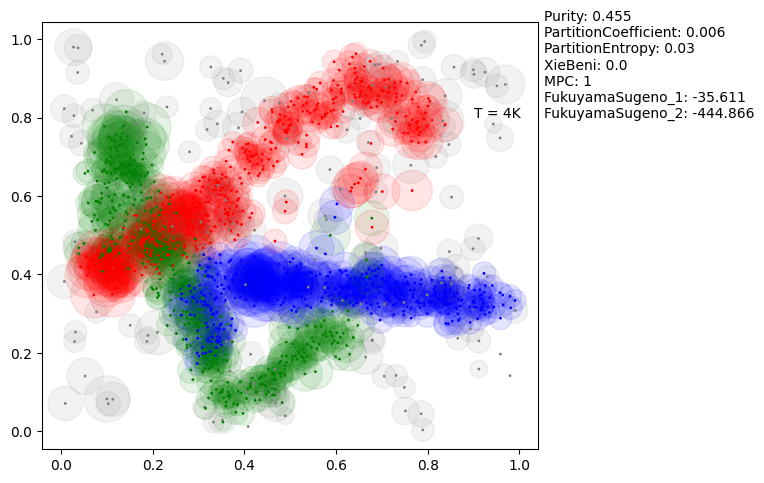 Purity: 0.455
PartitionCoefficient: 0.006
PartitionEntropy: 0.03
XieBeni: 0.0
MPC: 1
FukuyamaSugeno_1: -35.611
FukuyamaSugeno_2: -444.866
T = 4K
1.0
0.8
0.6
0.4
0.2
0.0
0.0 0.2 0.4 0.6 0.8 1.0